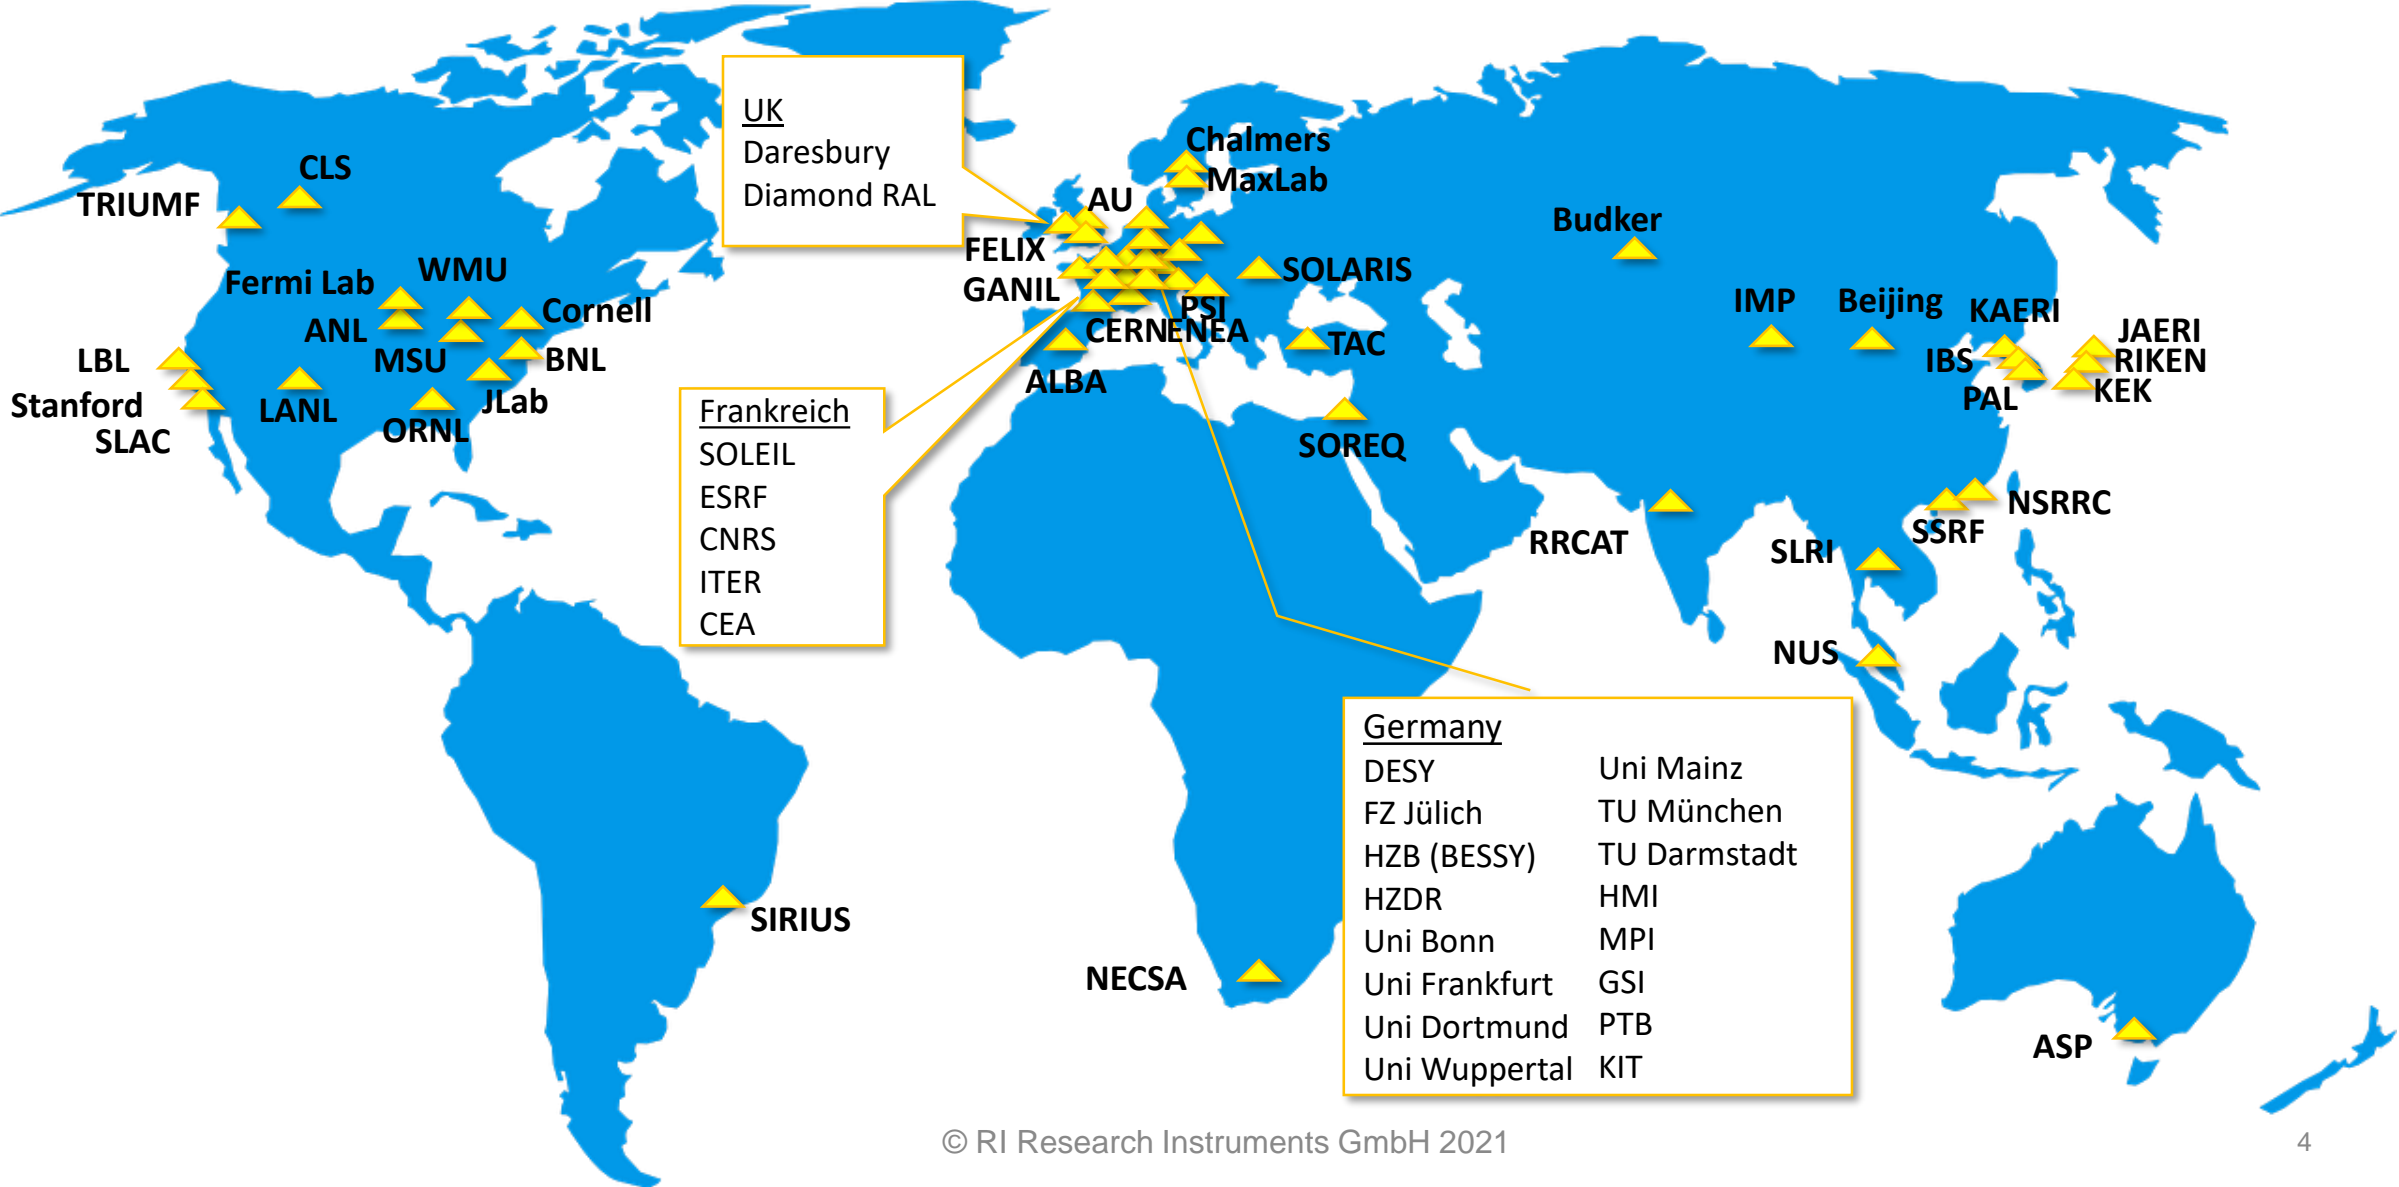 UK
Daresbury
Diamond RAL
Chalmers
MaxLab
CLS
TRIUMF
AU
Budker
FELIX
GANIL
SOLARIS
WMU
Fermi Lab
Cornell
ANL
MSU
BNL
LBL
Stanford
SLAC
LANL
ORNL
JLab
PSI
CERN
ENEA
TAC
ALBA
IMP
Beijing
KAERI
JAERI
IBS
RIKEN
PAL
KEK
Frankreich
SOLEIL
ESRF
CNRS
ITER
CEA
SOREQ
RRCAT
NSRRC
SSRF
SLRI
NUS
Germany
DESY
FZ Jülich
HZB (BESSY)
HZDR
Uni Bonn
Uni Frankfurt
Uni Dortmund
Uni Wuppertal
Uni Mainz
TU München
TU Darmstadt
HMI
MPI
GSI
PTB
KIT
SIRIUS
NECSA
ASP
© RI Research Instruments GmbH 2021
4